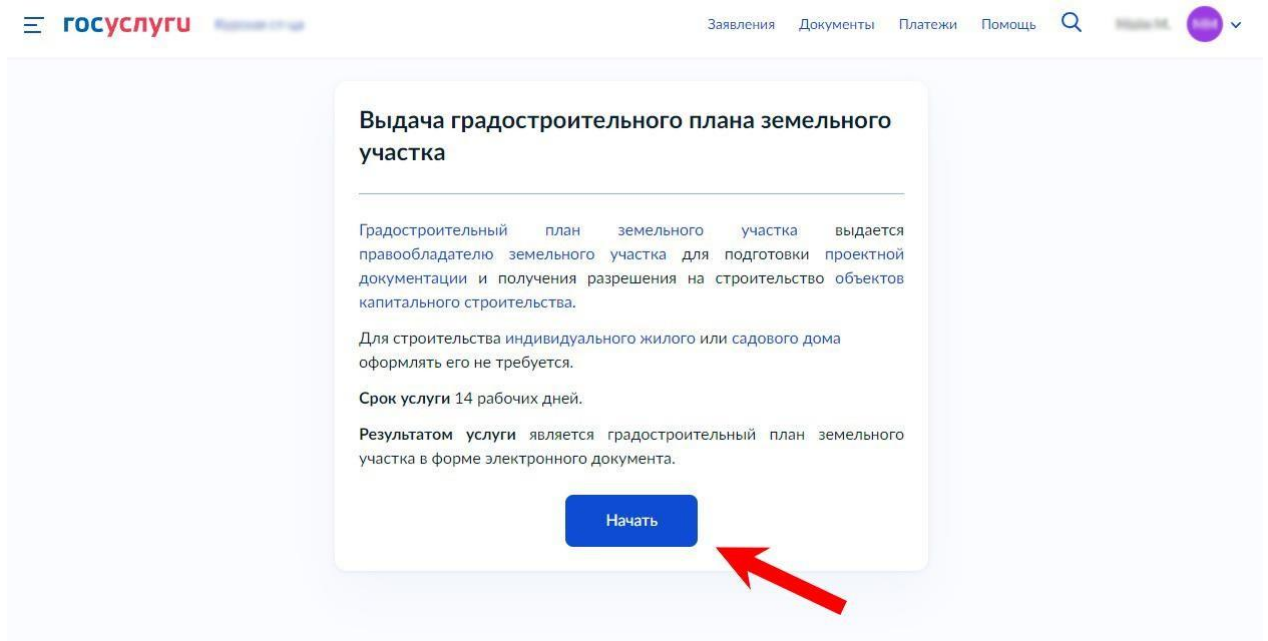 госуслуги
Заявления Документы Платежи Помощь
Выдача градостроительного плана земельного
участка
Градостроительный план земельного участка выдается
правообладателю земельного участка для подготовки проектной
документации и получения разрешения на строительство объектов
капитального строительства.
Для строительства индивидуального жилого или садового дома
оформлять его не требуется.
Срок услуги 14 рабочих дней.
Результатом услуги является градостроительный план земельного
участка в форме электронного документа.
Начать